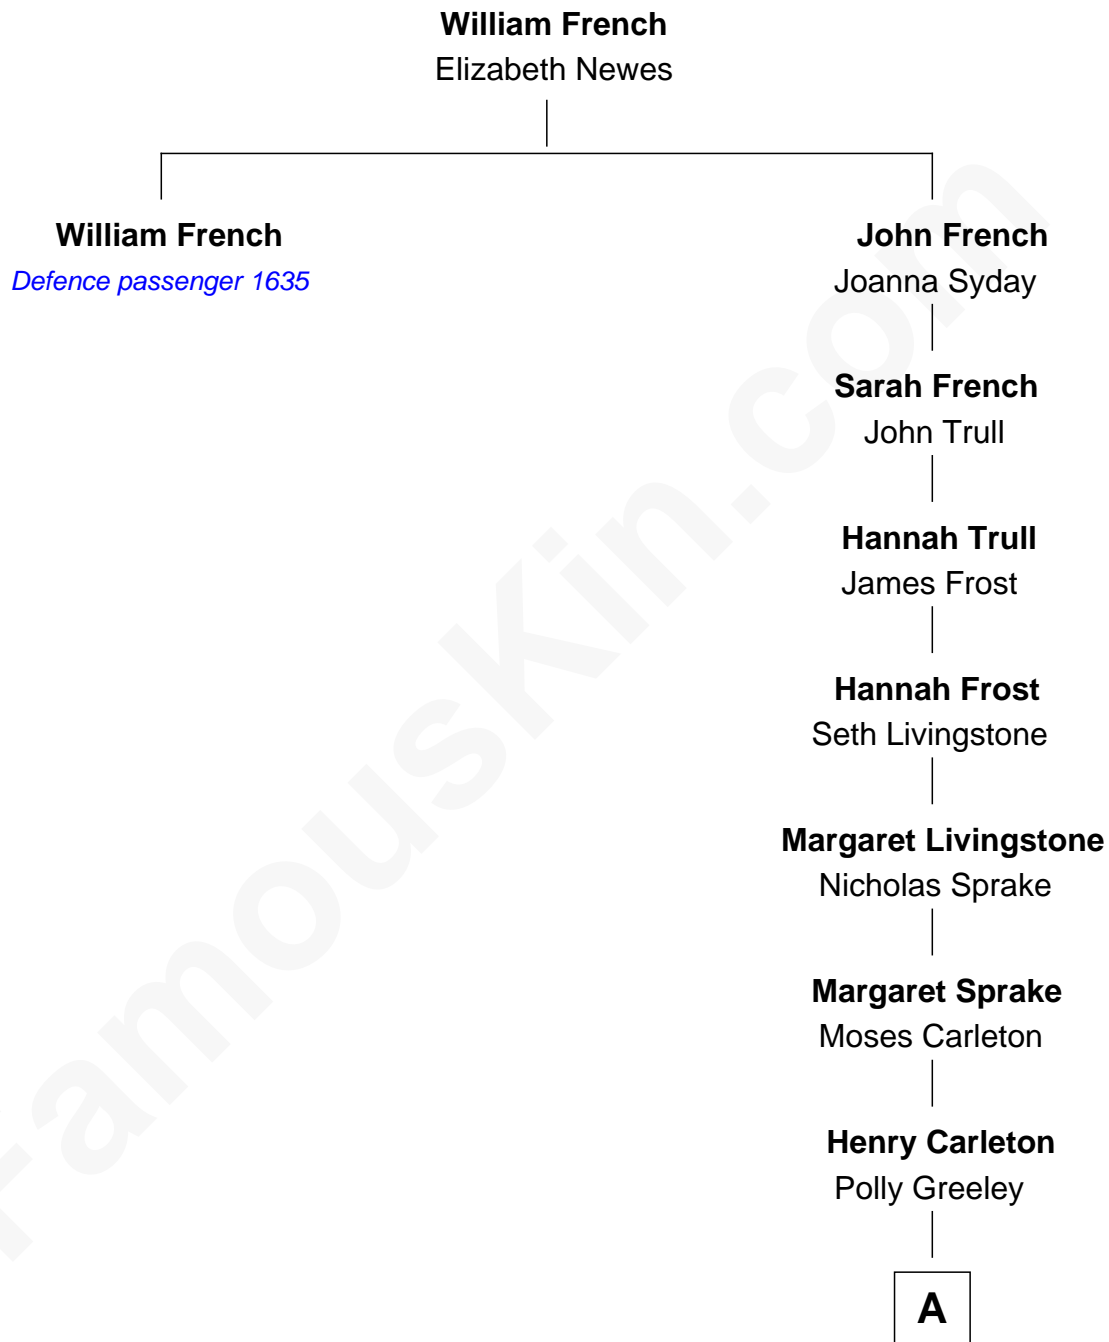 William French
Elizabeth Newes
William French
Defence passenger 1635
John French
Joanna Syday
Sarah French
John Trull
Hannah Trull
James Frost
Hannah Frost
Seth Livingstone
Margaret Livingstone
Nicholas Sprake
Margaret Sprake
Moses Carleton
Henry Carleton
Polly Greeley
A
FamousKin.com